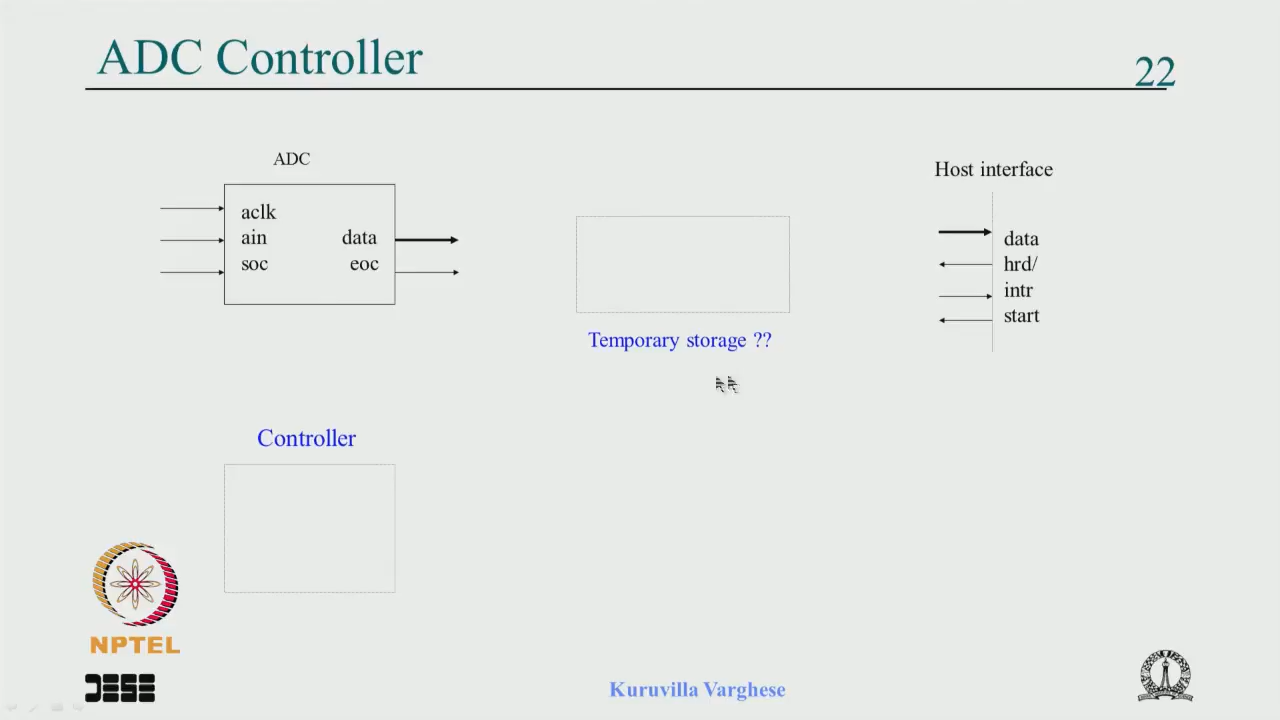 ADC Controller
22
ADC
aclk
ain data
soc eoc
Host interface
data
hrd/
intr
start
Temporary storage ??
Controller
NPTEL
DESE
Kuruvilla Varghese